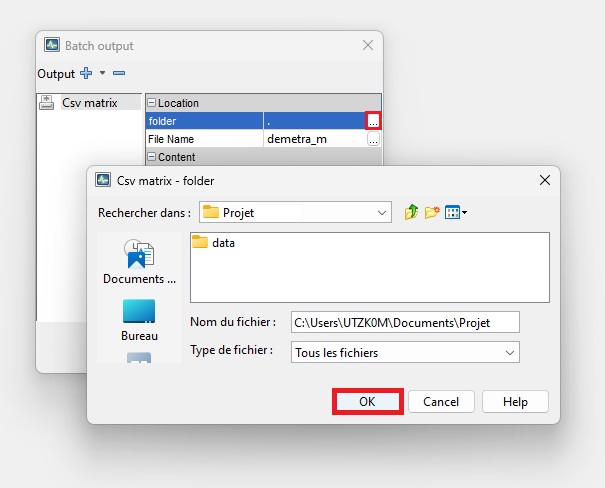 Batch output
Output
Csv matrix
Location
folder . ...
File Name demetra_m ...
Content
Csv matrix - folder
Rechercher dans : Projet
data
Documents ...
Bureau
Nom du fichier : C:\Users\UTZK0M\Documents\Projet
Type de fichier : Tous les fichiers
OK Cancel Help